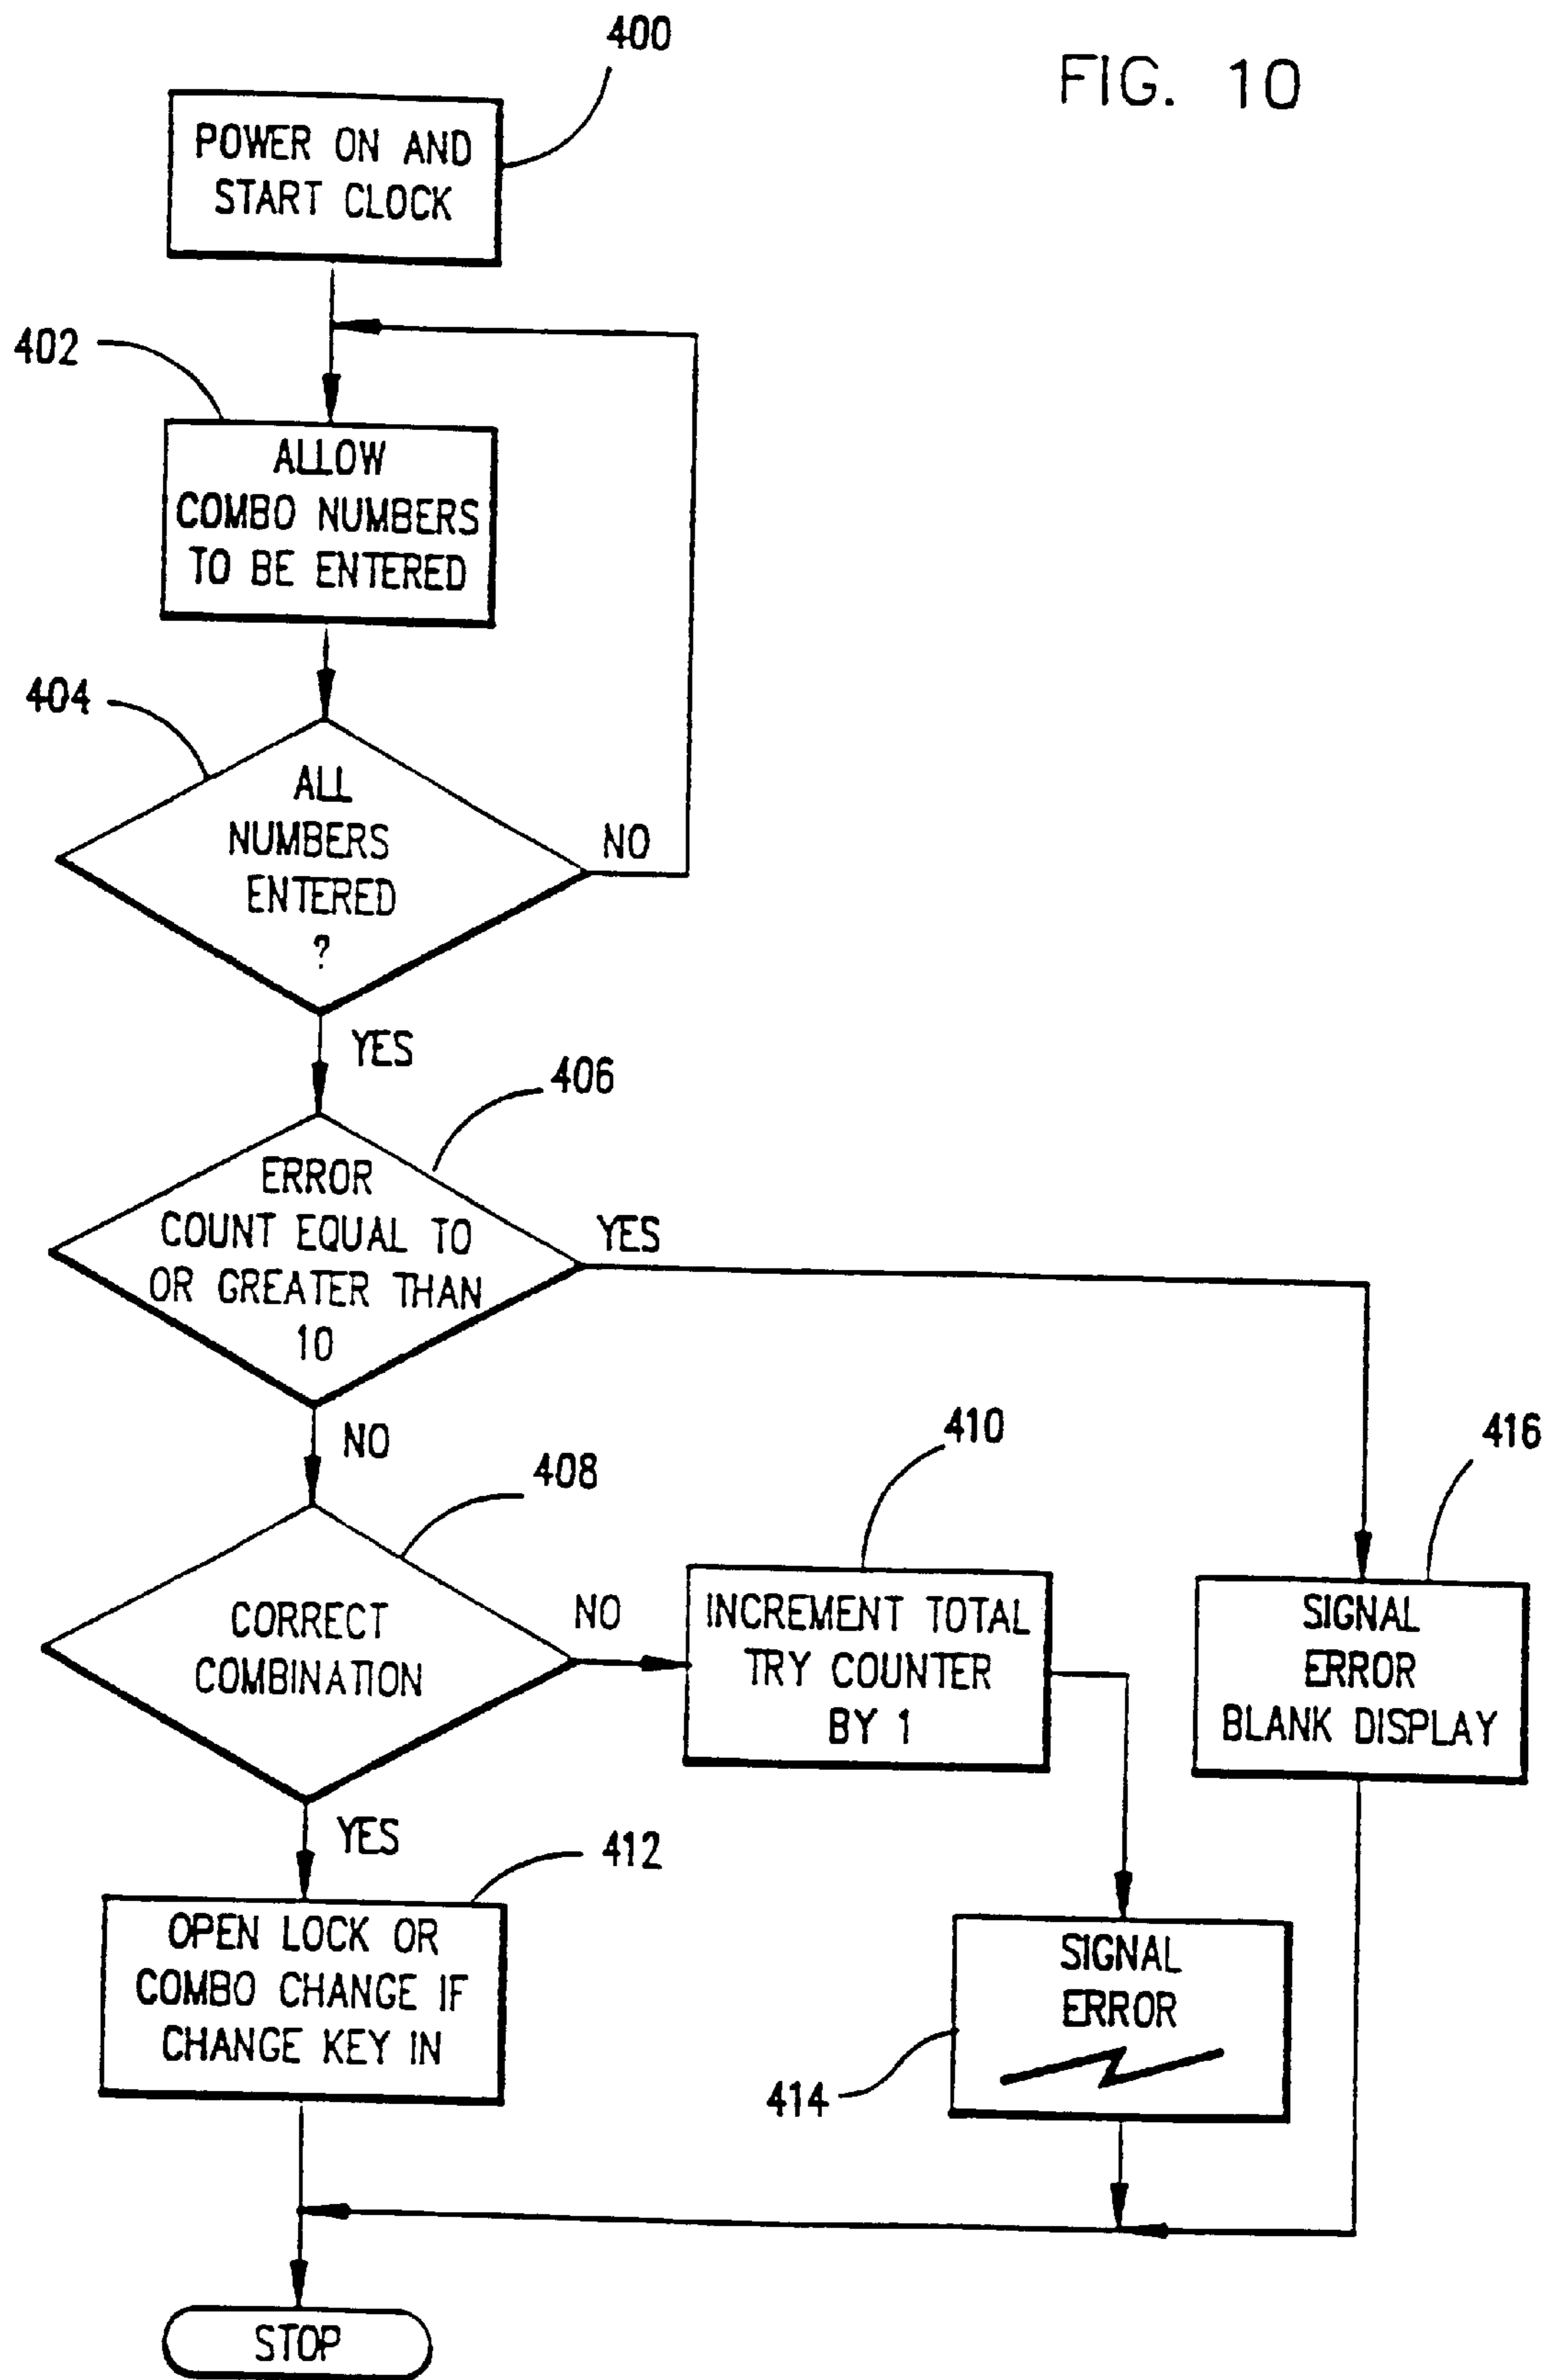 400
FIG. 10
POWER ON AND
START CLOCK
402
ALLOW
COMBO NUMBERS
TO BE ENTERED
404
ALL
NUMBERS
ENTERED
?
NO
YES
406
ERROR
COUNT EQUAL TO
OR GREATER THAN
10
YES
NO
408
CORRECT
COMBINATION
NO
410
INCREMENT TOTAL
TRY COUNTER
BY 1
416
SIGNAL
ERROR
BLANK DISPLAY
YES
412
OPEN LOCK OR
COMBO CHANGE IF
CHANGE KEY IN
SIGNAL
ERROR
414
STOP